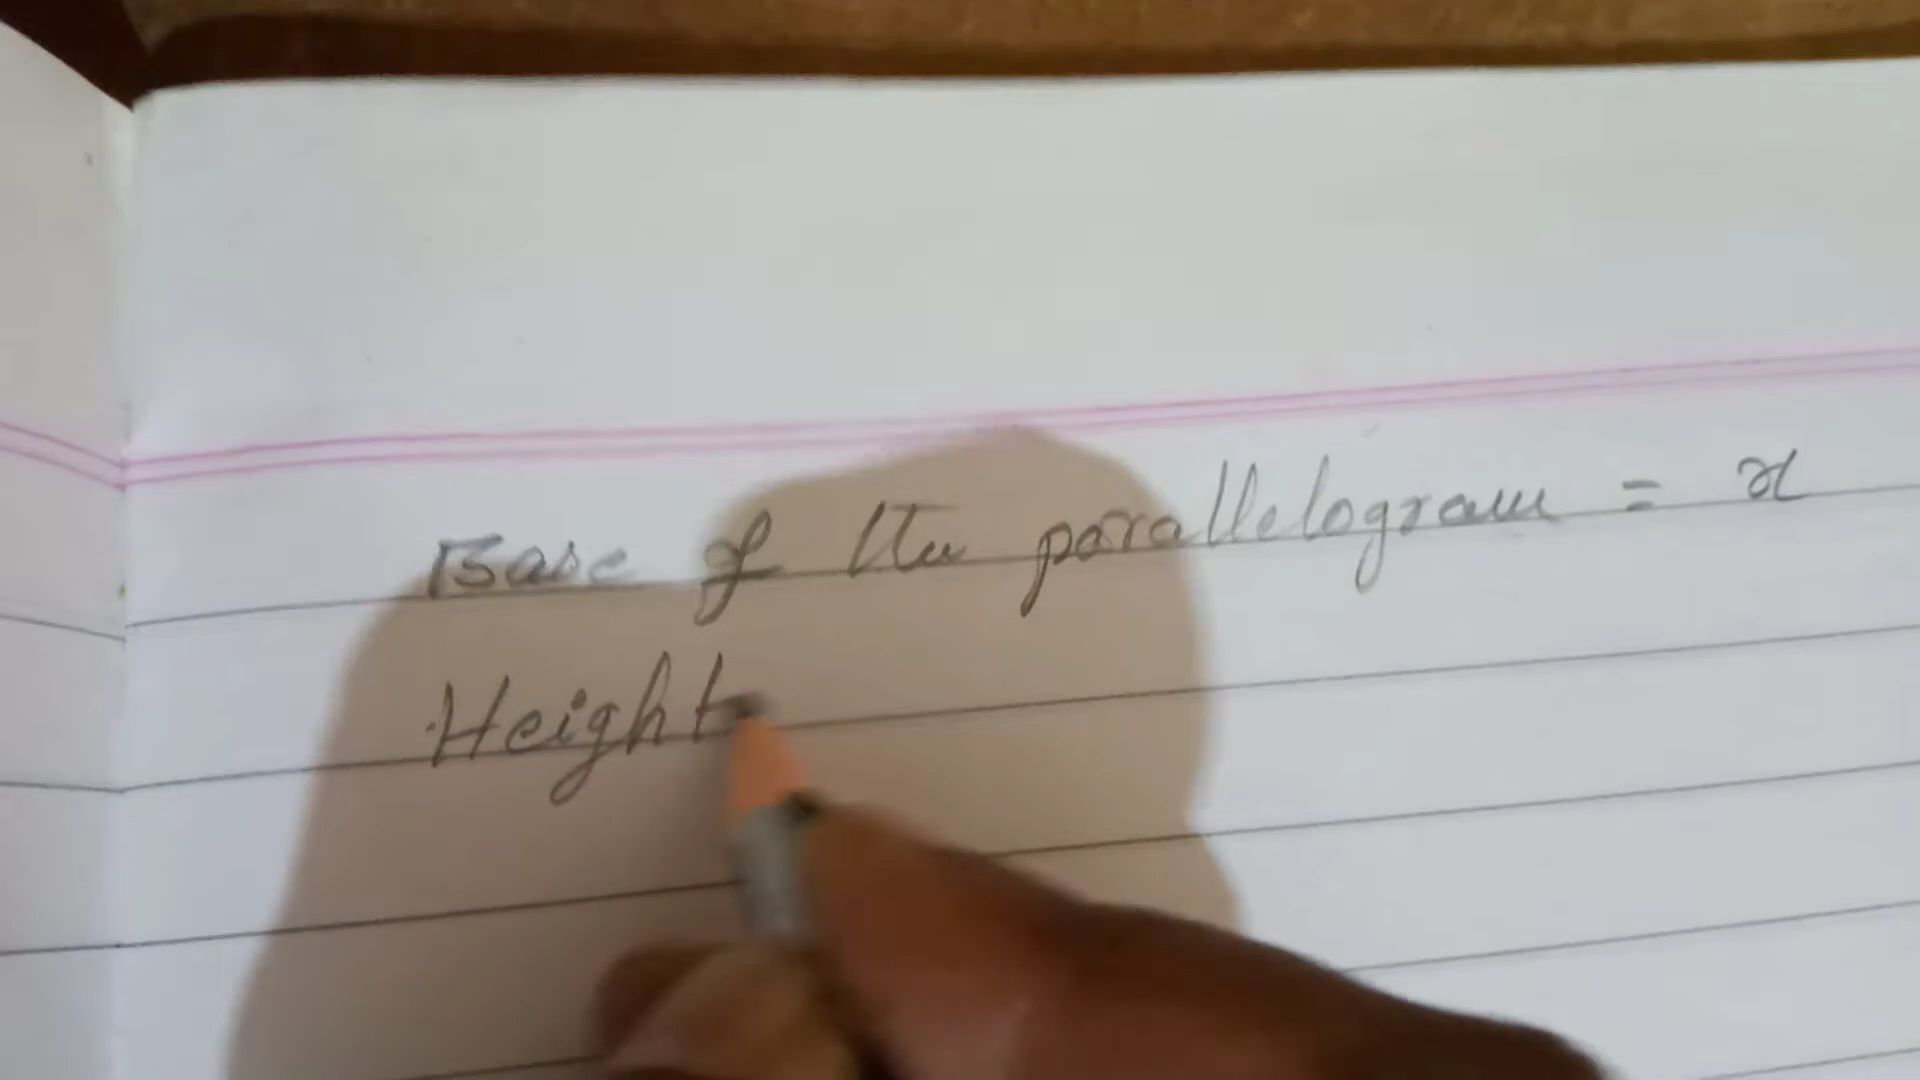 Base of the parallelogram = x
Height